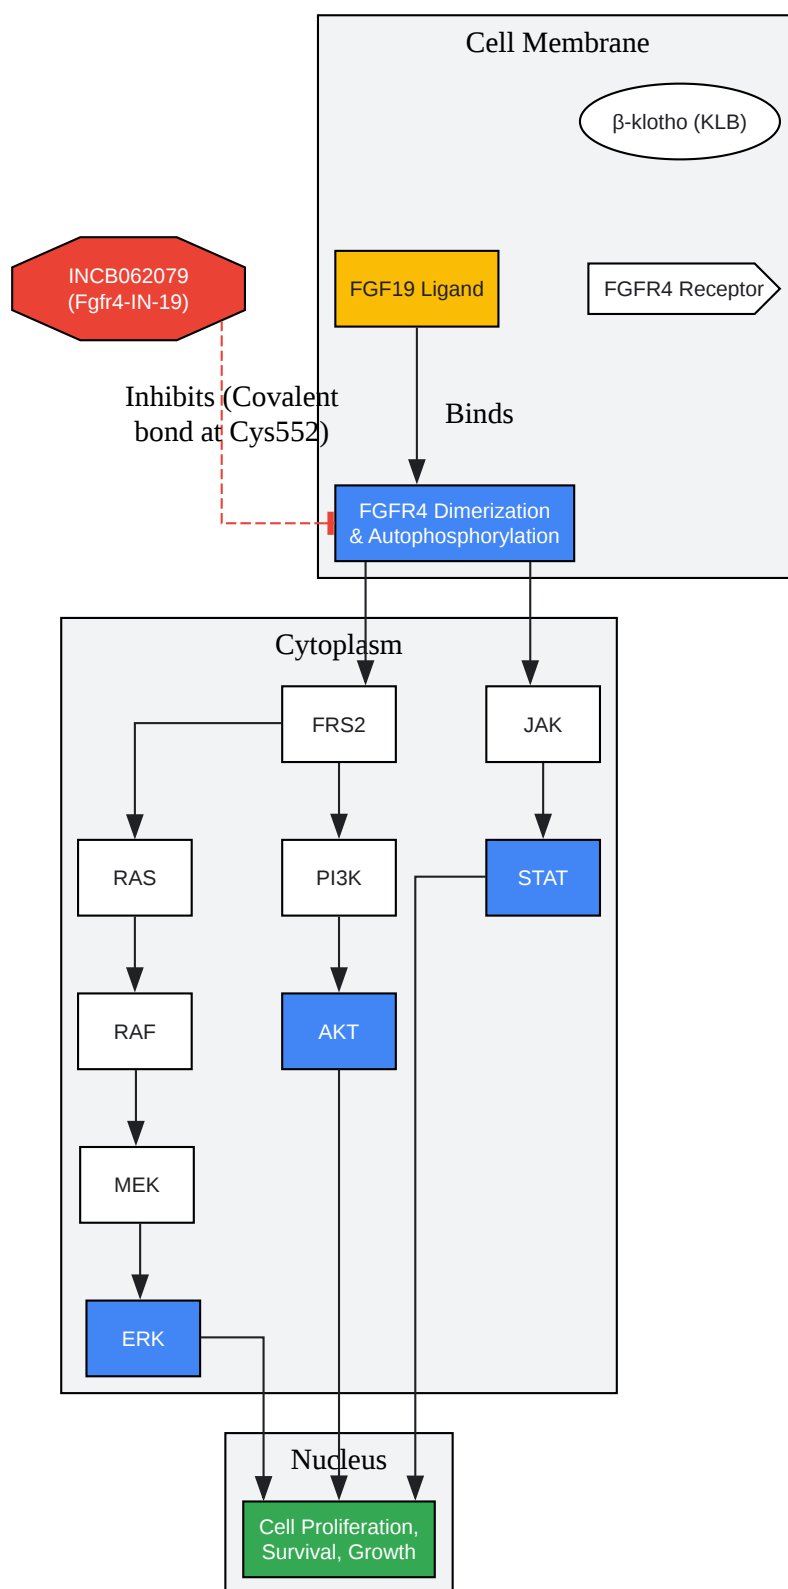 Cell Membrane
β-klotho (KLB)
INCB062079
(Fgfr4-IN-19)
FGF19 Ligand
FGFR4 Receptor
Inhibits (Covalent
bond at Cys552)
Binds
FGFR4 Dimerization
& Autophosphorylation
Cytoplasm
FRS2
JAK
RAS
PI3K
STAT
RAF
AKT
MEK
ERK
Nucleus
Cell Proliferation,
Survival, Growth